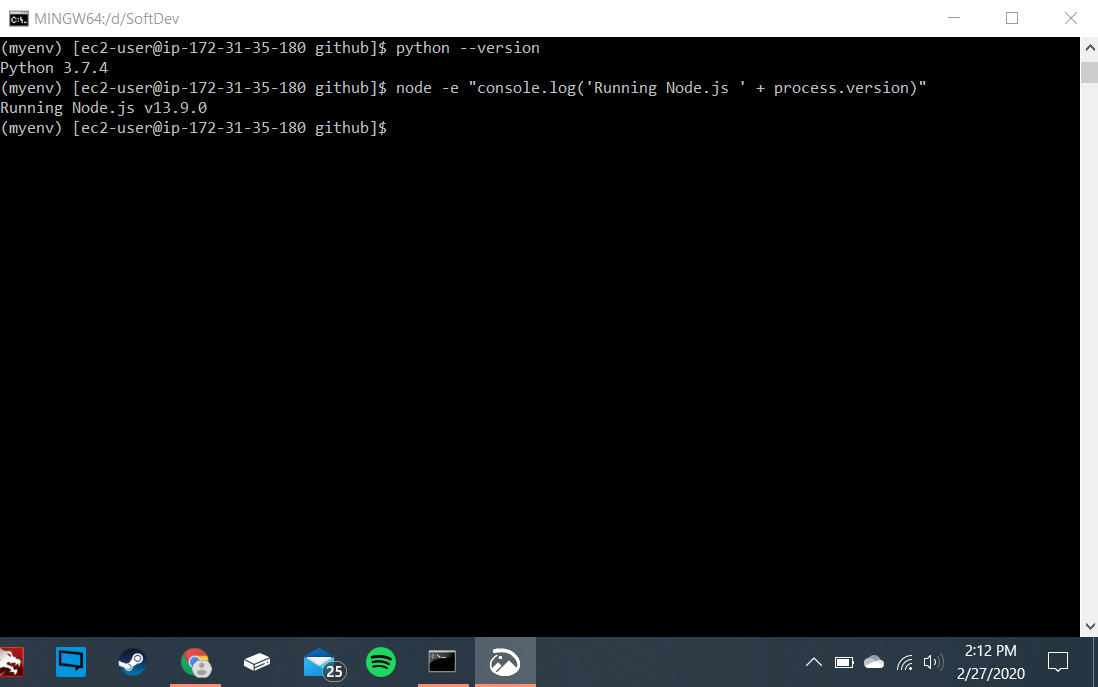 MINGW64:/d/SoftDev
(myenv) [ec2-user@ip-172-31-35-180 github]$ python --version
Python 3.7.4
(myenv) [ec2-user@ip-172-31-35-180 github]$ node -e "console.log('Running Node.js ' + process.version)"
Running Node.js v13.9.0
(myenv) [ec2-user@ip-172-31-35-180 github]$
25
2:12 PM
2/27/2020